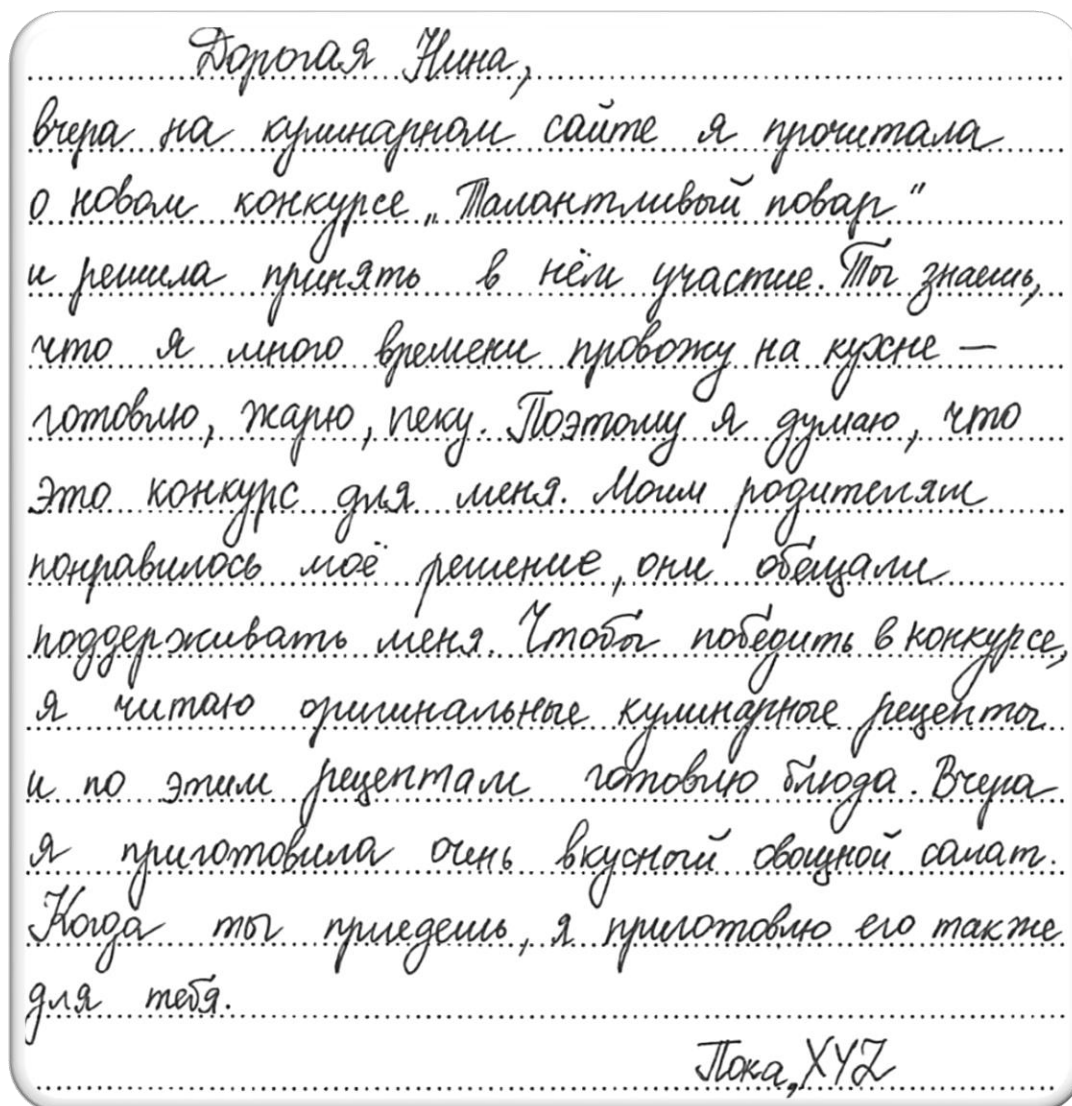 Дорогая Нина,
вчера на кулинарном сайте я прочитала
о новом конкурсе „Талантливый повар“
и решила принять в нём участие. Ты знаешь,
что я много времени провожу на кухне –
готовлю, жарю, пеку. Поэтому я думаю, что
это конкурс для меня. Моим родителям
понравилось моё решение, они обещали
поддерживать меня. Чтобы победить в конкурсе,
я читаю оригинальные кулинарные рецепты
и по этим рецептам готовлю блюда. Вчера
я приготовила очень вкусный овощной салат.
Когда ты приедешь, я приготовлю его также
для тебя.
Пока, XYZ